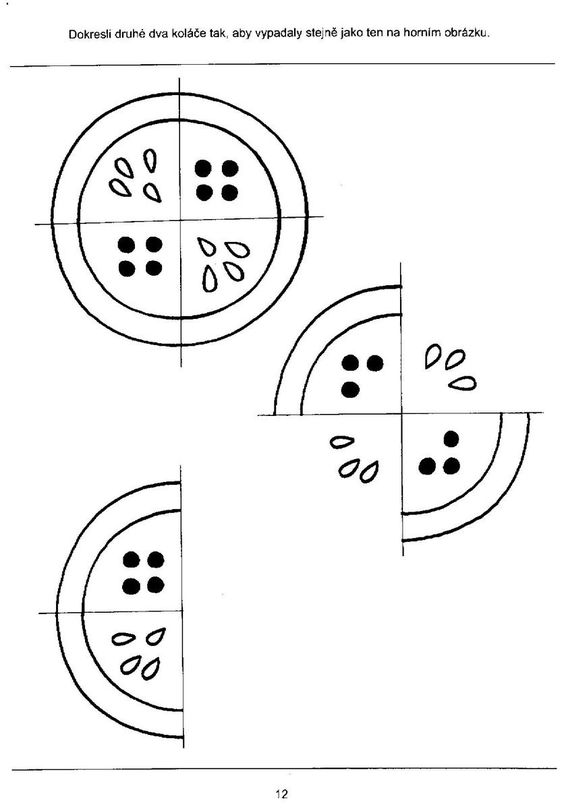 Dokresli druhé dva koláče tak, aby vypadaly stejně jako ten na horním obrázku.
12